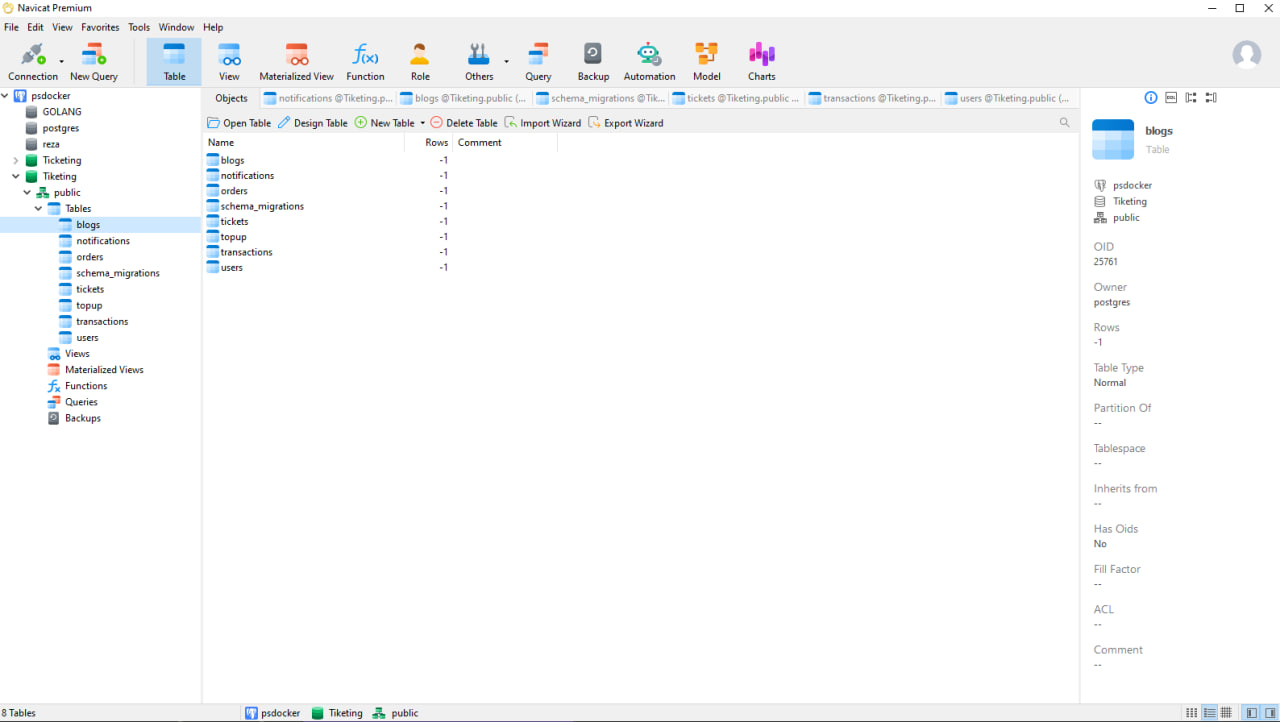 Navicat Premium
File Edit View Favorites Tools Window Help
Connection New Query Table View Materialized View Function Role Others Query Backup Automation Model Charts
psdocker
GOLANG
postgres
reza
Ticketing
Tiketing
public
Tables
blogs
notifications
orders
schema_migrations
tickets
topup
transactions
users
Views
Materialized Views
Functions
Queries
Backups
Objects notifications @Tiketing.p... blogs @Tiketing.public (... schema_migrations @Tik... tickets @Tiketing.public ... transactions @Tiketing.p... users @Tiketing.public (...
Open Table Design Table New Table Delete Table Import Wizard Export Wizard
Name Rows Comment
blogs -1
notifications -1
orders -1
schema_migrations -1
tickets -1
topup -1
transactions -1
users -1
blogs
Table
psdocker
Tiketing
public
OID
25761
Owner
postgres
Rows
-1
Table Type
Normal
Partition Of
--
Tablespace
--
Inherits from
--
Has Oids
No
Fill Factor
--
ACL
--
Comment
--
8 Tables psdocker Tiketing public